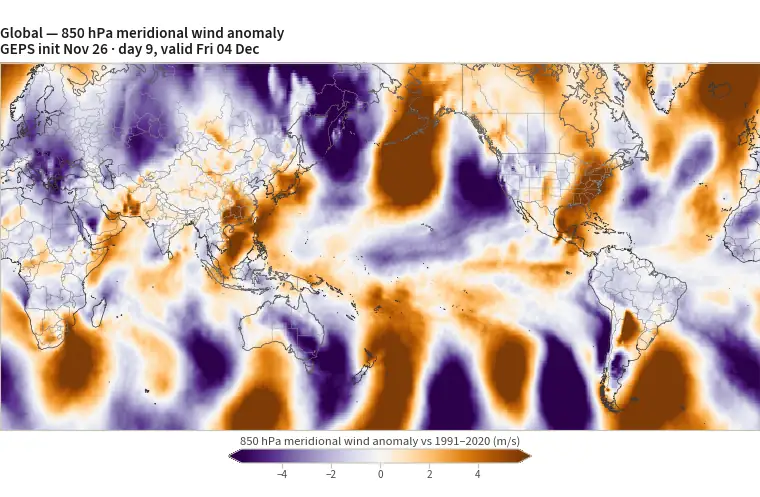 Global — 850 hPa meridional wind anomaly
GEPS init Nov 26 · day 9, valid Fri 04 Dec
850 hPa meridional wind anomaly vs 1991–2020 (m/s)
−4 −2 0 2 4